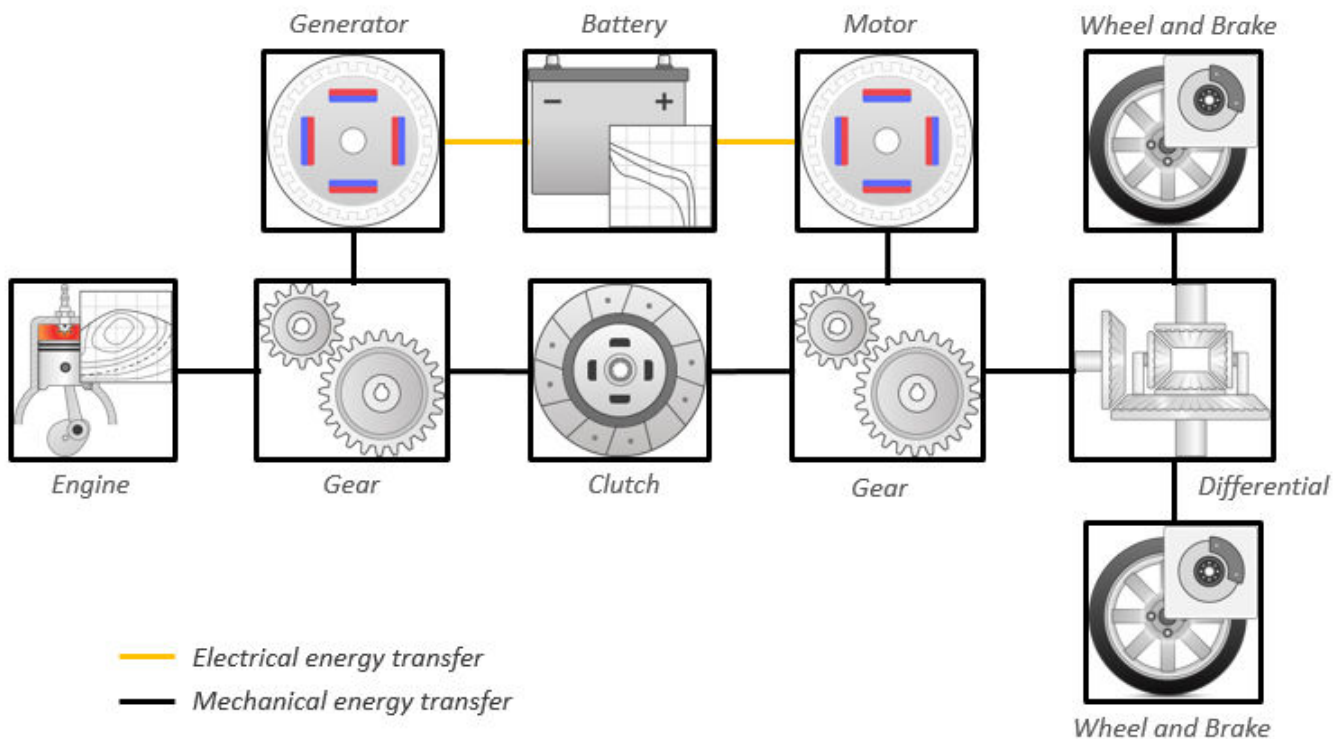 Generator
Battery
Motor
Wheel and Brake
− +
Engine
Gear
Clutch
Gear
Differential
Electrical energy transfer
Mechanical energy transfer
Wheel and Brake